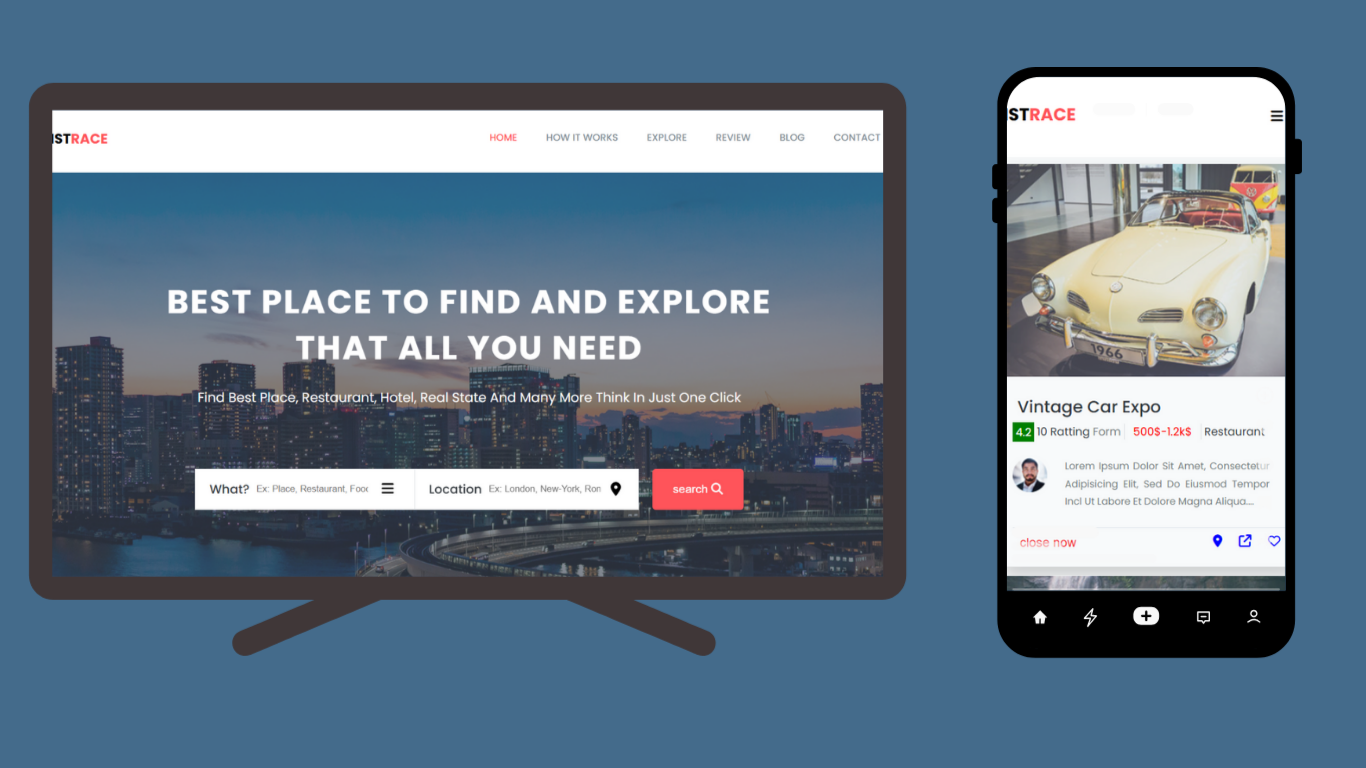 ISTRACE
HOME HOW IT WORKS EXPLORE REVIEW BLOG CONTACT
BEST PLACE TO FIND AND EXPLORE
THAT ALL YOU NEED
Find Best Place, Restaurant, Hotel, Real State And Many More Think In Just One Click
What? Ex: Place, Restaurant, Food Location Ex: London, New-York, Rom search
STRACE
1966
Vintage Car Expo
4.2 10 Ratting Form 500$-1.2k$ Restaurant
Lorem Ipsum Dolor Sit Amet, Consectetur
Adipisicing Elit, Sed Do Eiusmod Tempor
Incl Ut Labore Et Dolore Magna Aliqua....
close now